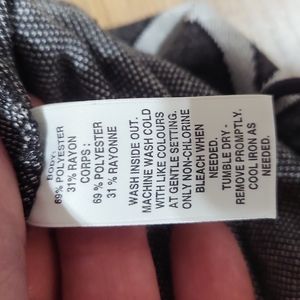 BODY:
69% POLYESTER
31% RAYON
CORPS :
69 % POLYESTER
31 % RAYONNE
WASH INSIDE OUT.
MACHINE WASH COLD
WITH LIKE COLOURS
AT GENTLE SETTING.
ONLY NON-CHLORINE
BLEACH WHEN
NEEDED.
TUMBLE DRY-
REMOVE PROMPTLY.
COOL IRON AS
NEEDED.